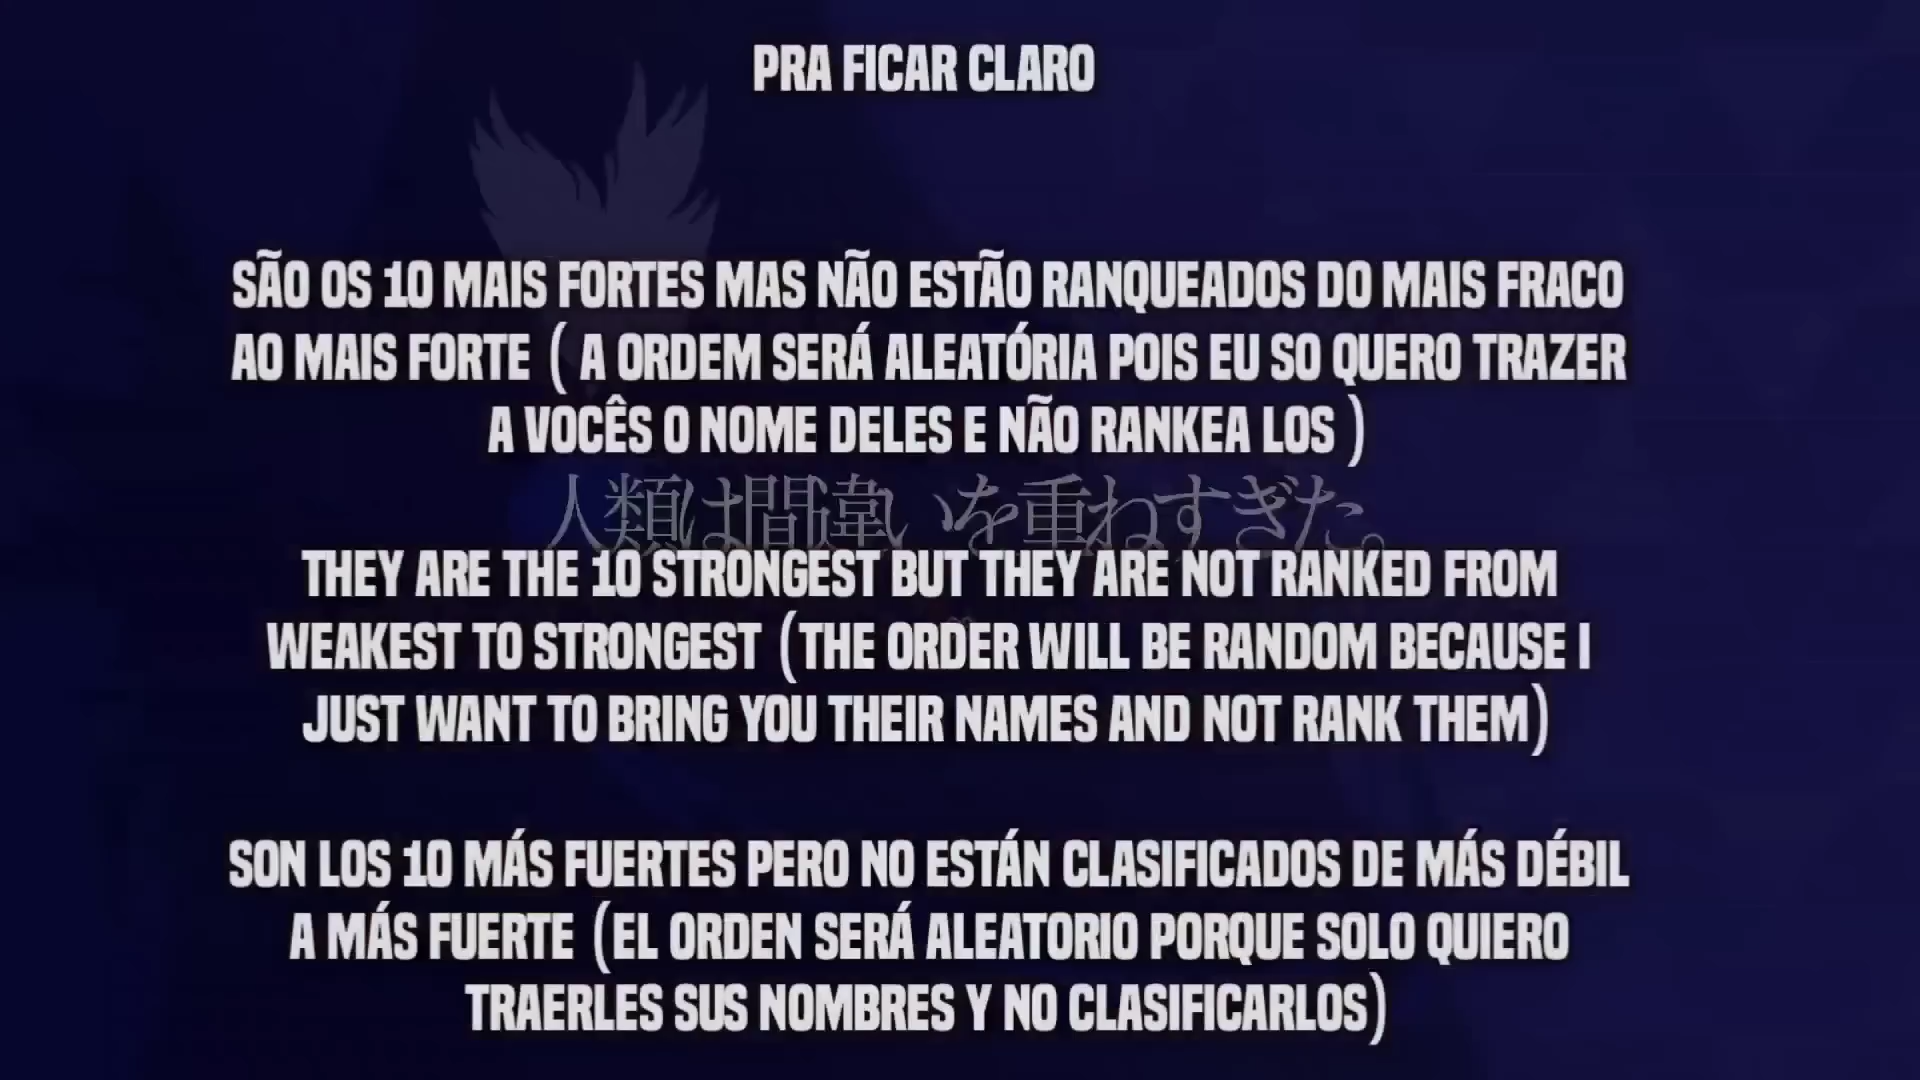 PRA FICAR CLARO
SÃO OS 10 MAIS FORTES MAS NÃO ESTÃO RANQUEADOS DO MAIS FRACO
AO MAIS FORTE ( A ORDEM SERÁ ALEATÓRIA POIS EU SO QUERO TRAZER
A VOCÊS O NOME DELES E NÃO RANKEA LOS )
人類は間違いを重ねすぎた。
THEY ARE THE 10 STRONGEST BUT THEY ARE NOT RANKED FROM
WEAKEST TO STRONGEST (THE ORDER WILL BE RANDOM BECAUSE I
JUST WANT TO BRING YOU THEIR NAMES AND NOT RANK THEM)
SON LOS 10 MÁS FUERTES PERO NO ESTÁN CLASIFICADOS DE MÁS DÉBIL
A MÁS FUERTE (EL ORDEN SERÁ ALEATORIO PORQUE SOLO QUIERO
TRAERLES SUS NOMBRES Y NO CLASIFICARLOS)